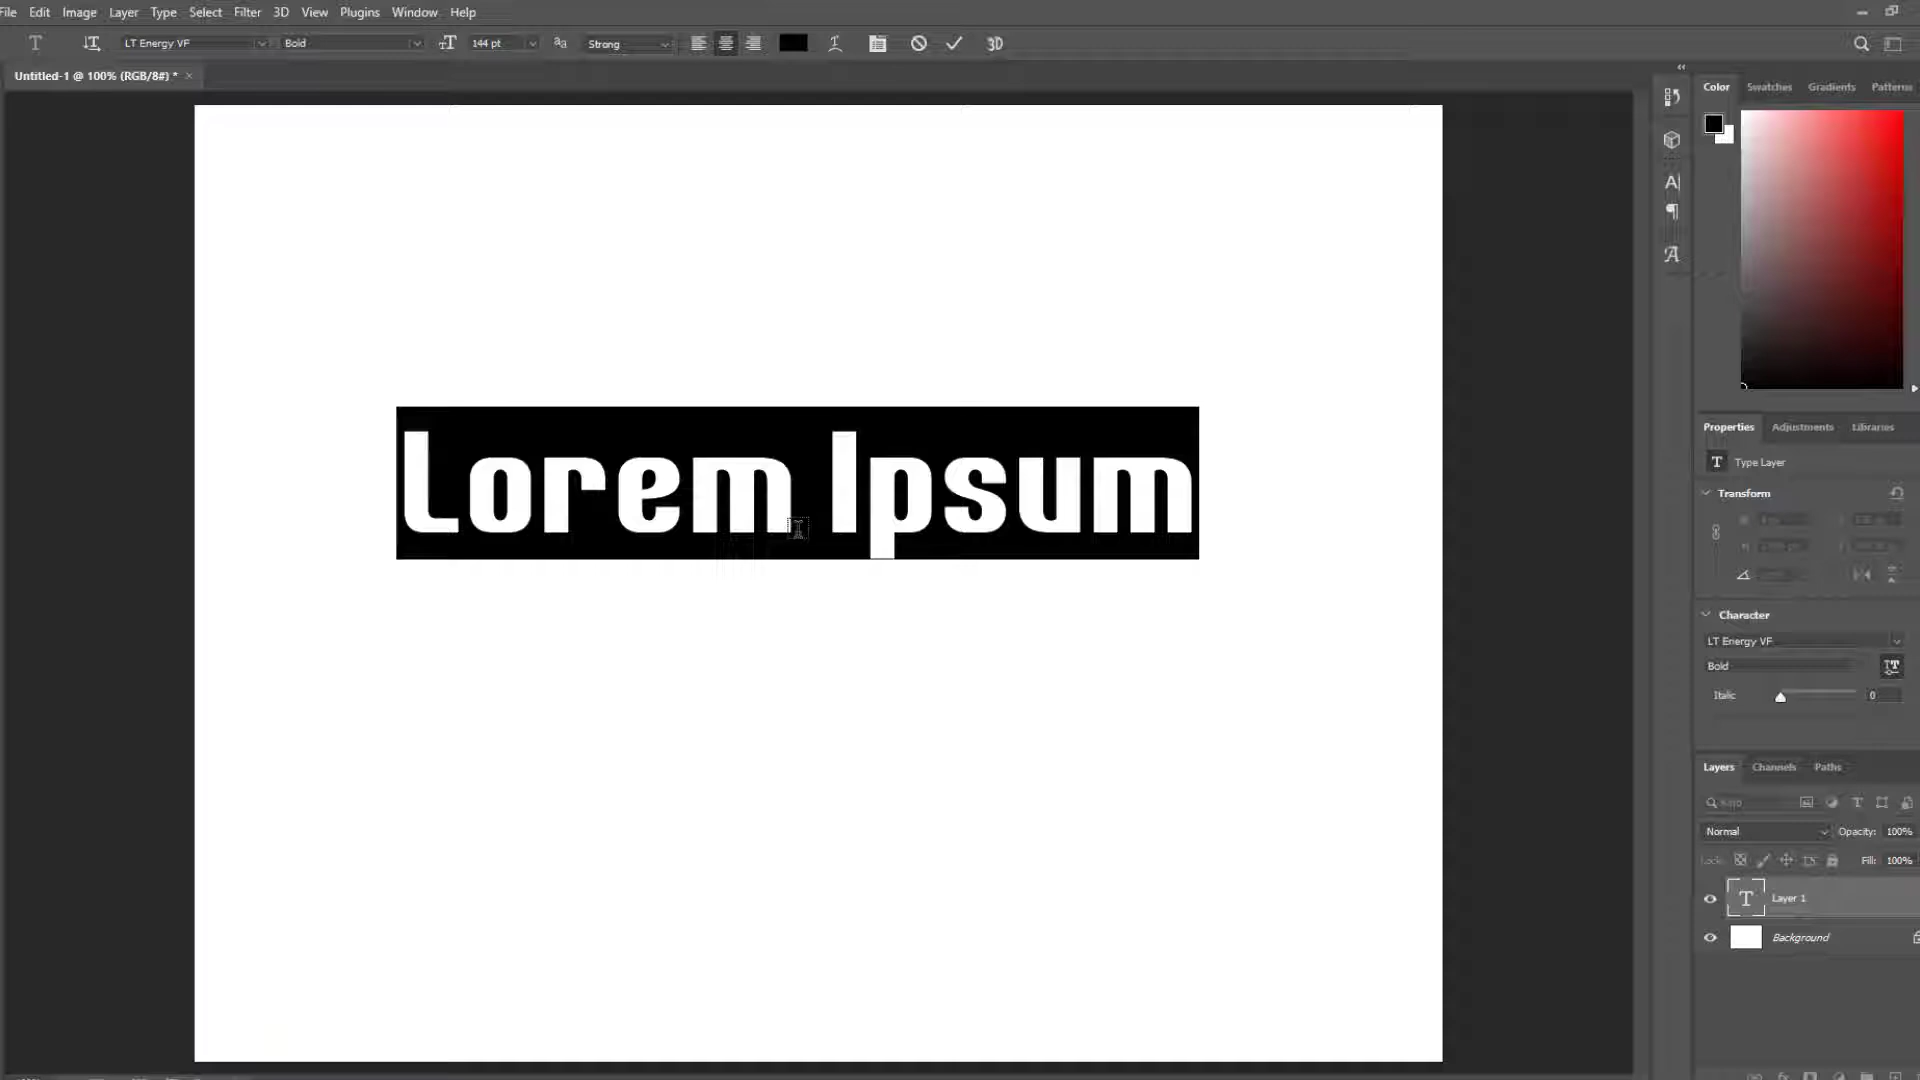 File Edit Image Layer Type Select Filter 3D View Plugins Window Help
LT Energy VF Bold 144 pt Strong 3D
Untitled-1 @ 100% (RGB/8#) * ×
Color Swatches Gradients Patterns
Lorem Ipsum
Properties Adjustments Libraries
Type Layer
Transform
Character
LT Energy VF
Bold
Italic 0
Layers Channels Paths
Normal Opacity: 100%
Lock: Fill: 100%
Layer 1
Background